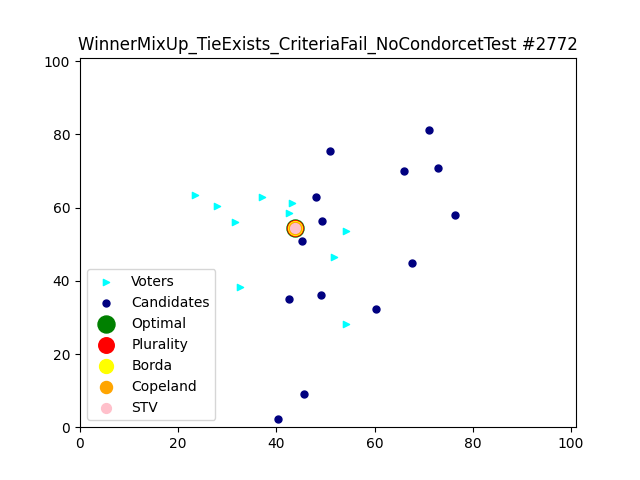 WinnerMixUp_TieExists_CriteriaFail_NoCondorcetTest #2772
100
80
60
40
20
0
Voters
Candidates
Optimal
Plurality
Borda
Copeland
STV
0 20 40 60 80 100